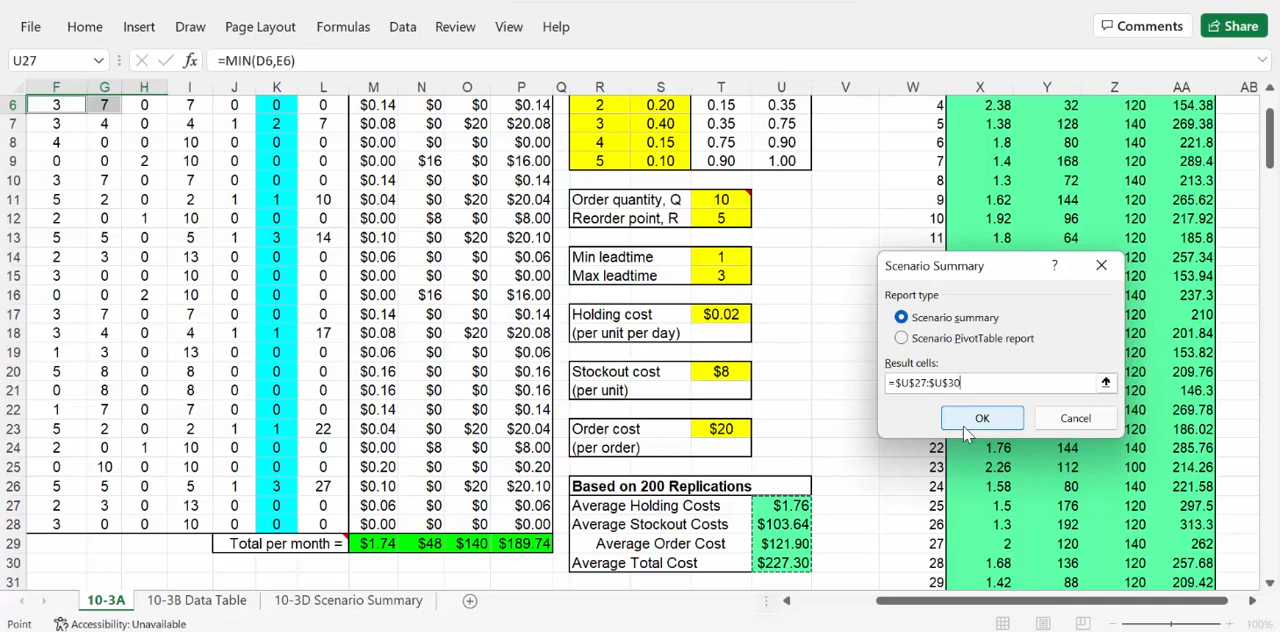 File Home Insert Draw Page Layout Formulas Data Review View Help Comments Share
U27 fx =MIN(D6,E6)
F G H I J K L M N O P Q R S T U V W X Y Z AA AB
6 3 7 0 7 0 0 0 $0.14 $0 $0 $0.14 2 0.20 0.15 0.35 4 2.38 32 120 154.38
7 3 4 0 4 1 2 7 $0.08 $0 $20 $20.08 3 0.40 0.35 0.75 5 1.38 128 140 269.38
8 4 0 0 10 0 0 0 $0.00 $0 $0 $0.00 4 0.15 0.75 0.90 6 1.8 80 140 221.8
9 0 0 2 10 0 0 0 $0.00 $16 $0 $16.00 5 0.10 0.90 1.00 7 1.4 168 120 289.4
10 3 7 0 7 0 0 0 $0.14 $0 $0 $0.14 8 1.3 72 140 213.3
11 5 2 0 2 1 1 10 $0.04 $0 $20 $20.04 Order quantity, Q 10 9 1.62 144 120 265.62
12 2 0 1 10 0 0 0 $0.00 $8 $0 $8.00 Reorder point, R 5 10 1.92 96 120 217.92
13 5 5 0 5 1 3 14 $0.10 $0 $20 $20.10 11 1.8 64 120 185.8
14 2 3 0 13 0 0 0 $0.06 $0 $0 $0.06 Min leadtime 1 257.34
15 3 0 0 10 0 0 0 $0.00 $0 $0 $0.00 Max leadtime 3 153.94
16 0 0 2 10 0 0 0 $0.00 $16 $0 $16.00 237.3
17 3 7 0 7 0 0 0 $0.14 $0 $0 $0.14 Holding cost $0.02 210
18 3 4 0 4 1 1 17 $0.08 $0 $20 $20.08 (per unit per day) 201.84
19 1 3 0 13 0 0 0 $0.06 $0 $0 $0.06 153.82
20 5 8 0 8 0 0 0 $0.16 $0 $0 $0.16 Stockout cost $8 209.76
21 0 8 0 8 0 0 0 $0.16 $0 $0 $0.16 (per unit) 146.3
22 1 7 0 7 0 0 0 $0.14 $0 $0 $0.14 269.78
23 5 2 0 2 1 1 22 $0.04 $0 $20 $20.04 Order cost $20 186.02
24 2 0 1 10 0 0 0 $0.00 $8 $0 $8.00 (per order) 22 1.76 144 120 285.76
25 0 10 0 10 0 0 0 $0.20 $0 $0 $0.20 23 2.26 112 100 214.26
26 5 5 0 5 1 3 27 $0.10 $0 $20 $20.10 Based on 200 Replications 24 1.58 80 140 221.58
27 2 3 0 13 0 0 0 $0.06 $0 $0 $0.06 Average Holding Costs $1.76 25 1.5 176 120 297.5
28 3 0 0 10 0 0 0 $0.00 $0 $0 $0.00 Average Stockout Costs $103.64 26 1.3 192 120 313.3
29 Total per month = $1.74 $48 $140 $189.74 Average Order Cost $121.90 27 2 120 140 262
30 Average Total Cost $227.30 28 1.68 136 120 257.68
31 29 1.42 88 120 209.42
Scenario Summary ?
Report type
Scenario summary
Scenario PivotTable report
Result cells:
=$U$27:$U$30
OK Cancel
10-3A 10-3B Data Table 10-3D Scenario Summary
Point Accessibility: Unavailable 100%